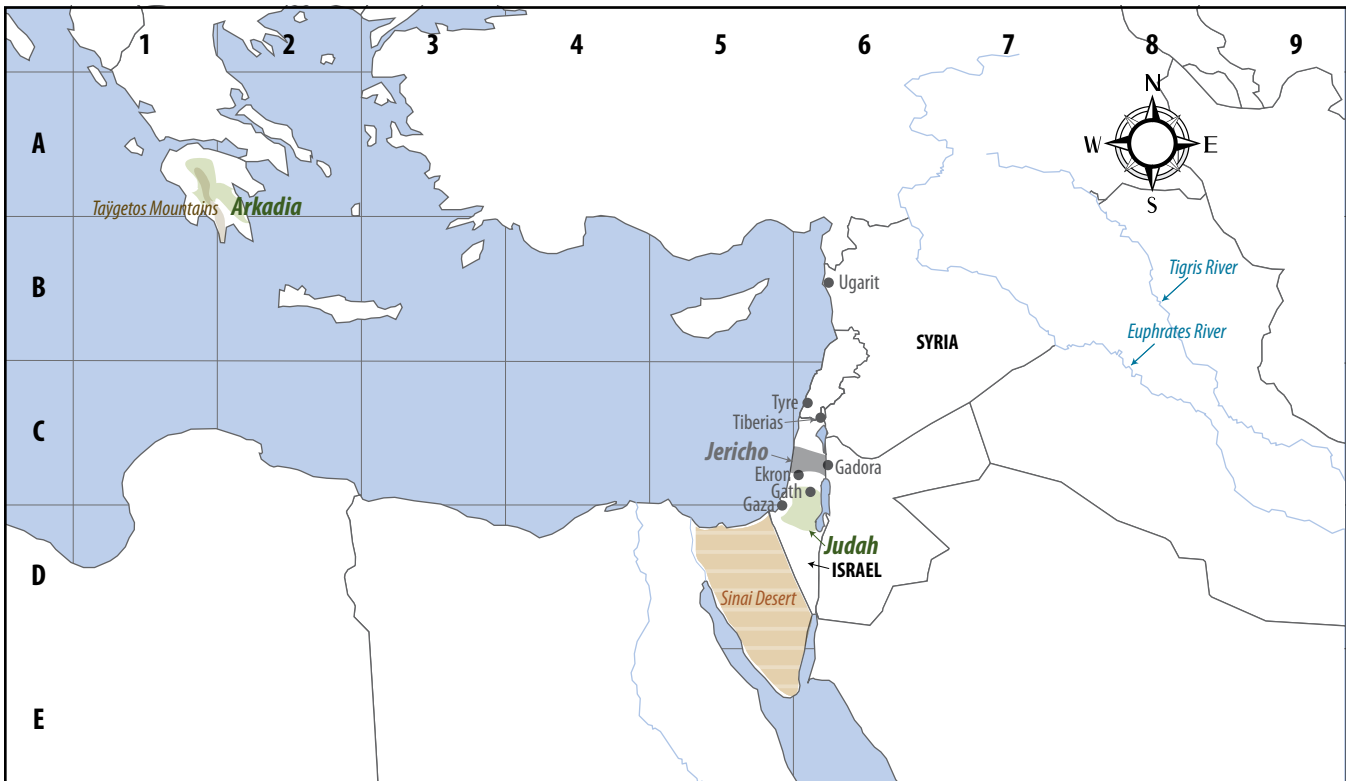 1 2 3 4 5 6 7 8 9
N
A
W E
Taÿgetos Mountains Arkadia
S
B
Tigris River
Ugarit
Euphrates River
SYRIA
Tyre
Tiberias
C
Jericho
Gadora
Ekron
Gath
Gaza
Judah
ISRAEL
D
Sinai Desert
E